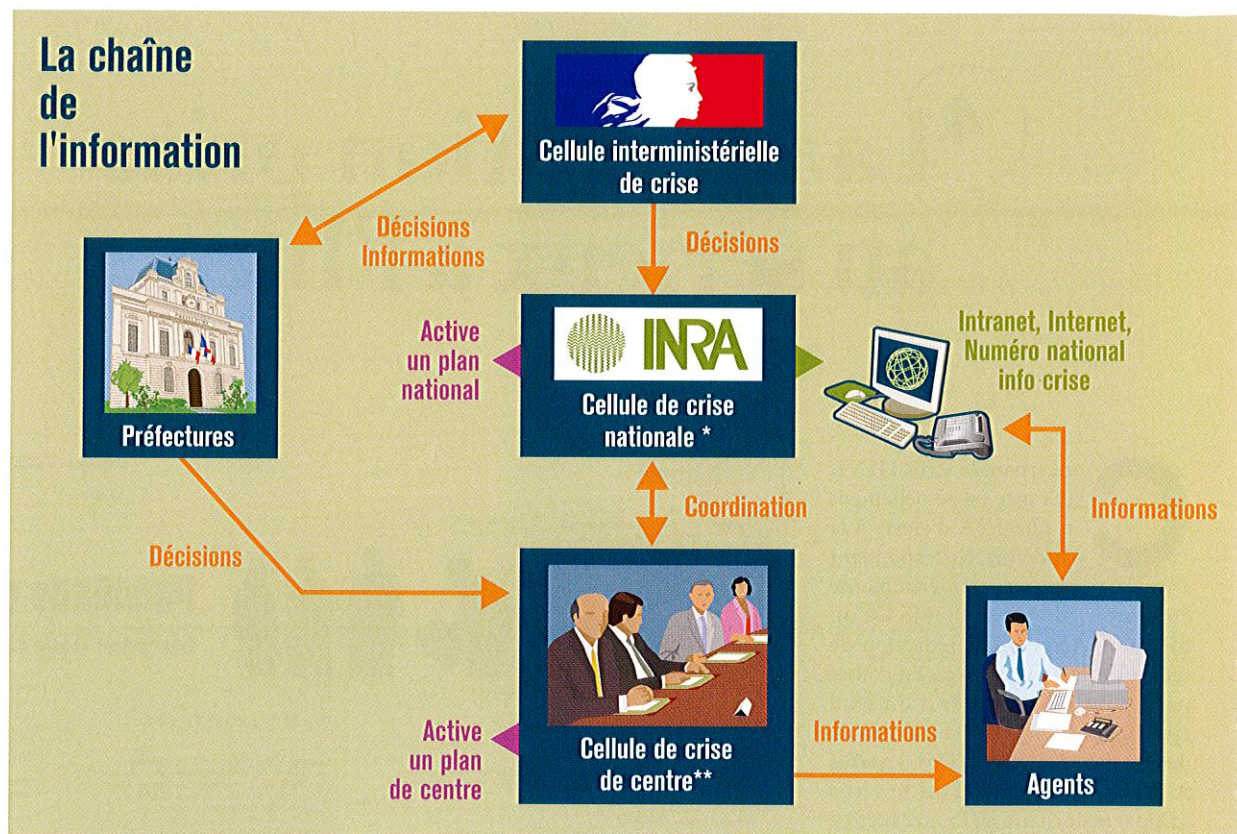 La chaîne
de
l'information
Cellule interministérielle
de crise
Décisions
Informations
Décisions
Préfectures
Active
un plan
national
INRA
Cellule de crise
nationale *
Intranet, Internet,
Numéro national
info crise
Coordination
Informations
Décisions
Active
un plan
de centre
Cellule de crise
de centre**
Informations
Agents